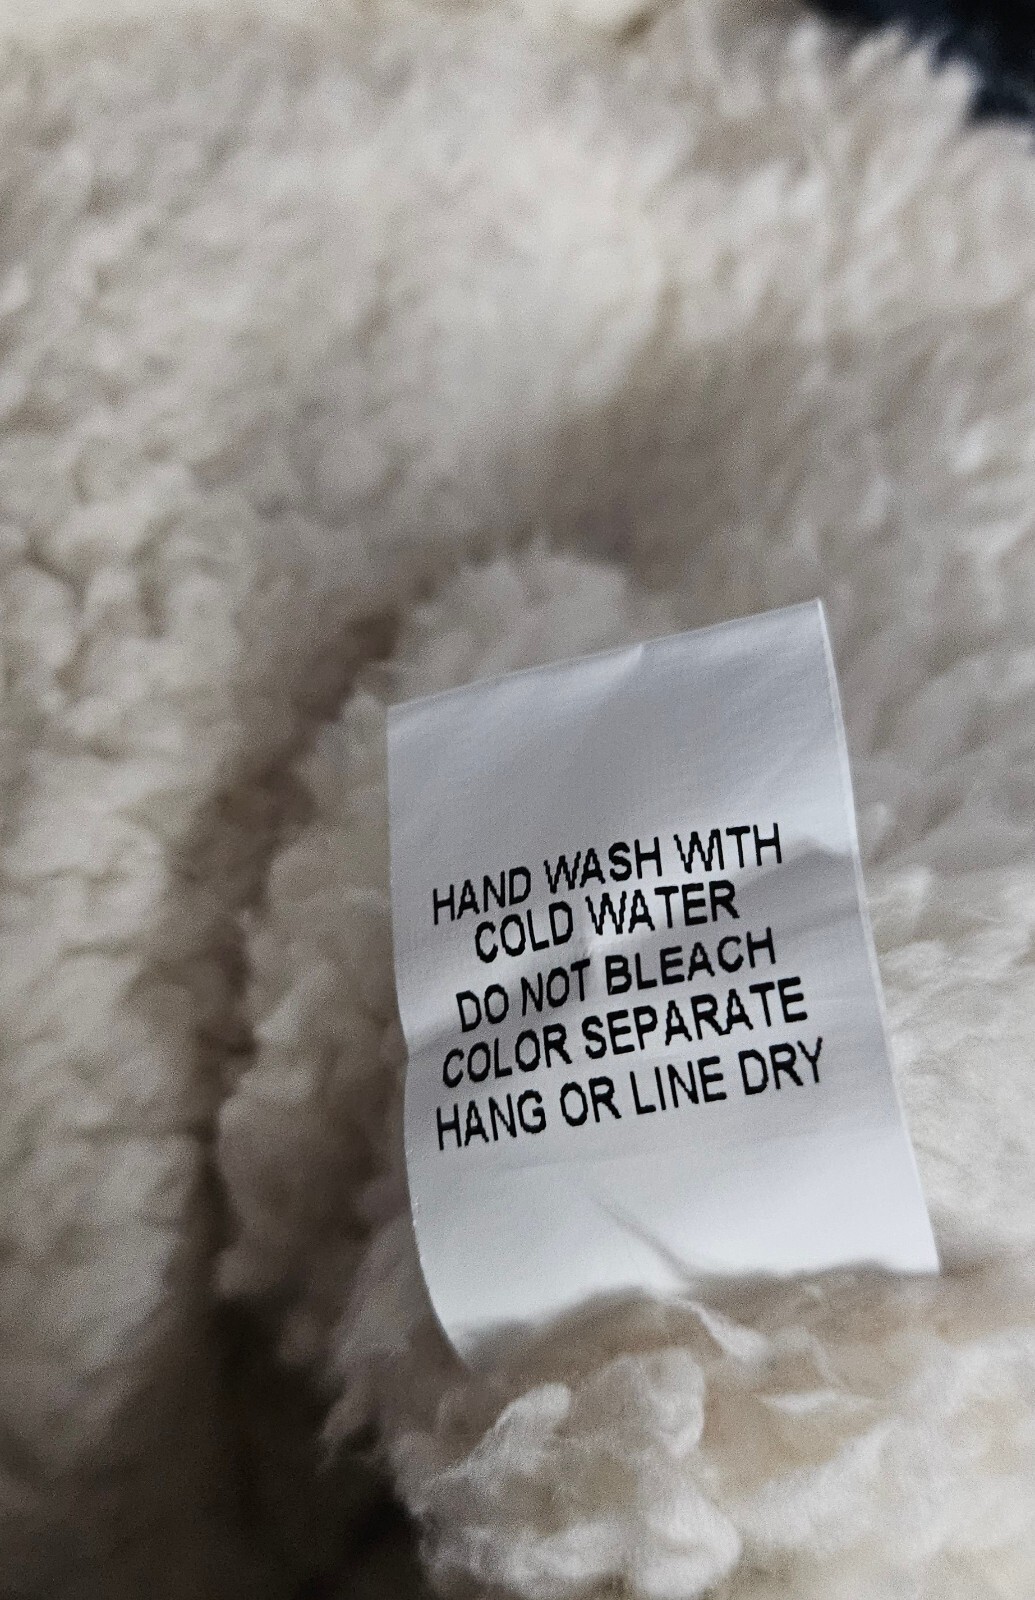 HAND WASH WITH
COLD WATER
DO NOT BLEACH
COLOR SEPARATE
HANG OR LINE DRY